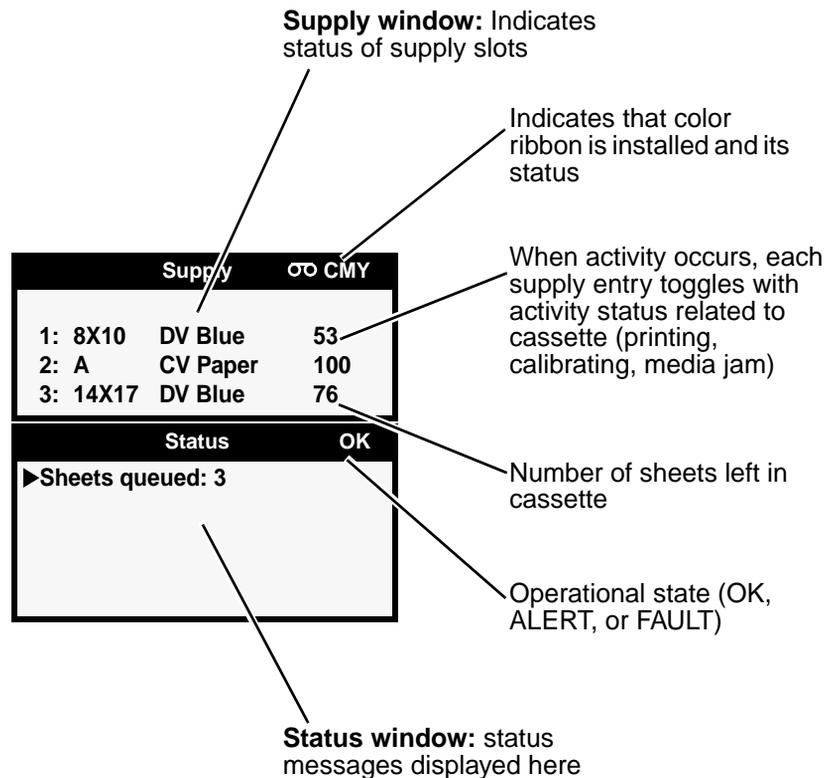 Supply window: Indicates
status of supply slots
Indicates that color
ribbon is installed and its
status
Supply CMY
When activity occurs, each
supply entry toggles with
activity status related to
cassette (printing,
calibrating, media jam)
1: 8X10 DV Blue 53
2: A CV Paper 100
3: 14X17 DV Blue 76
Status OK
▶Sheets queued: 3
Number of sheets left in
cassette
Operational state (OK,
ALERT, or FAULT)
Status window: status
messages displayed here